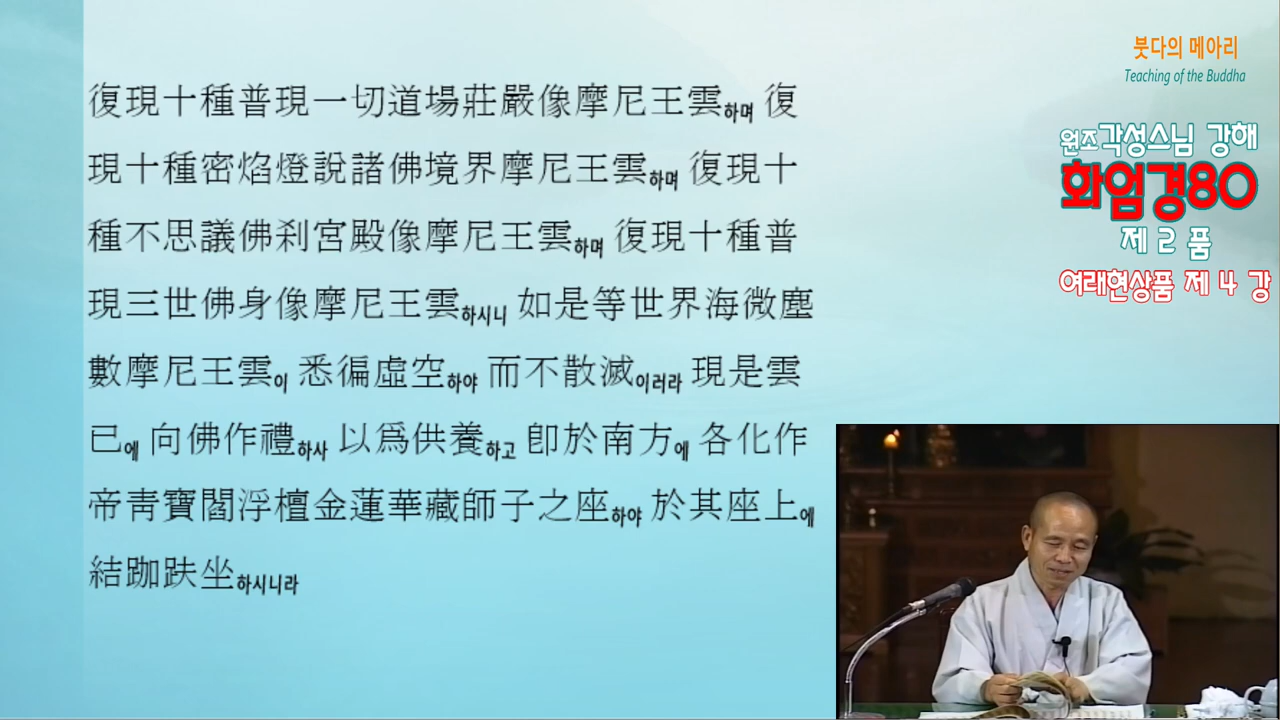 復現十種普現一切道場莊嚴像摩尼王雲하며 復
現十種密焰燈說諸佛境界摩尼王雲하며 復現十
種不思議佛刹宮殿像摩尼王雲하며 復現十種普
現三世佛身像摩尼王雲하시니 如是等世界海微塵
數摩尼王雲이 悉徧虛空하야 而不散滅이러라 現是雲
已에 向佛作禮하사 以爲供養하고 卽於南方에 各化作
帝靑寶閻浮檀金蓮華藏師子之座하야 於其座上에
結跏趺坐하시니라
붓다의 메아리
Teaching of the Buddha
원조각성스님 강해
화엄경80
제 2 품
여래현상품 제 4 강